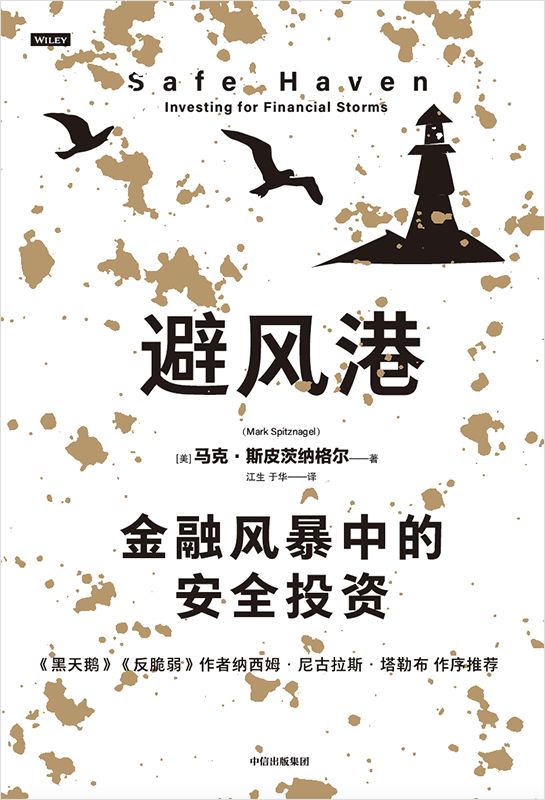 WILEY
Safe Haven
Investing for Financial Storms
避风港
（Mark Spitznagel）
[美] 马克·斯皮茨纳格尔——著
江生 于华——译
金融风暴中的
安全投资
《黑天鹅》《反脆弱》作者纳西姆·尼古拉斯·塔勒布 作序推荐
中信出版集团